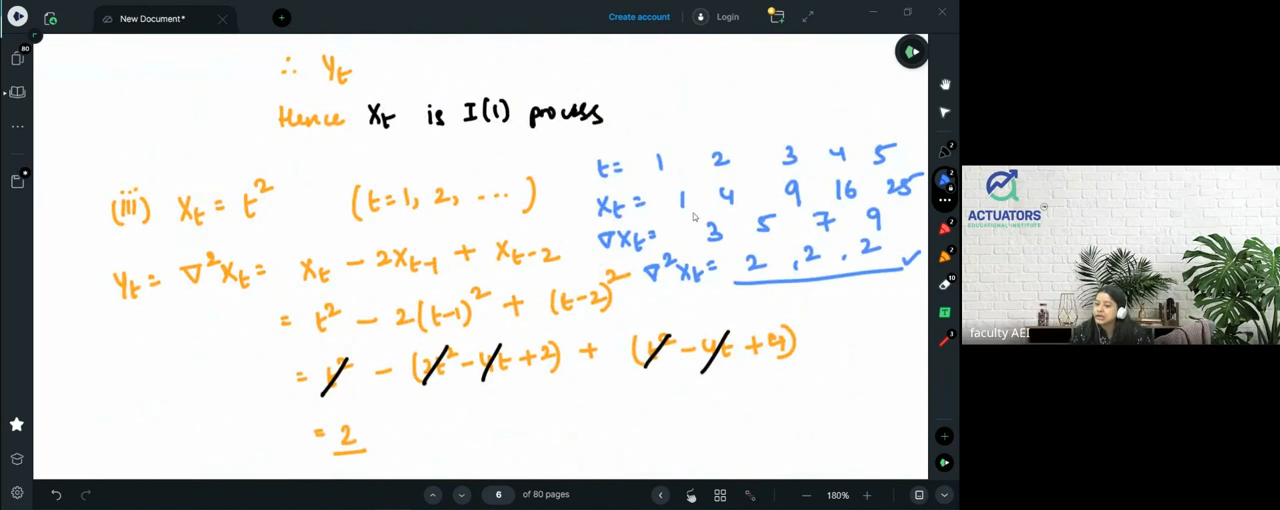 New Document*
Create account
Login
80
∴ Yt
Hence Xt is I(1) process
(iii) Xt = t² (t=1, 2, ....)
t= 1 2 3 4 5
Xt = 1 4 9 16 25
∇Xt= 3 5 7 9
∇²Xt= 2 , 2 , 2
Yt = ∇²Xt= Xt - 2Xt-1 + Xt-2
= t² - 2(t-1)² + (t-2)²
= t² - (2t² - 4t + 2) + (t² - 4t + 4)
= 2
6 of 80 pages
180%
ACTUATORS
EDUCATIONAL INSTITUTE
faculty AEI